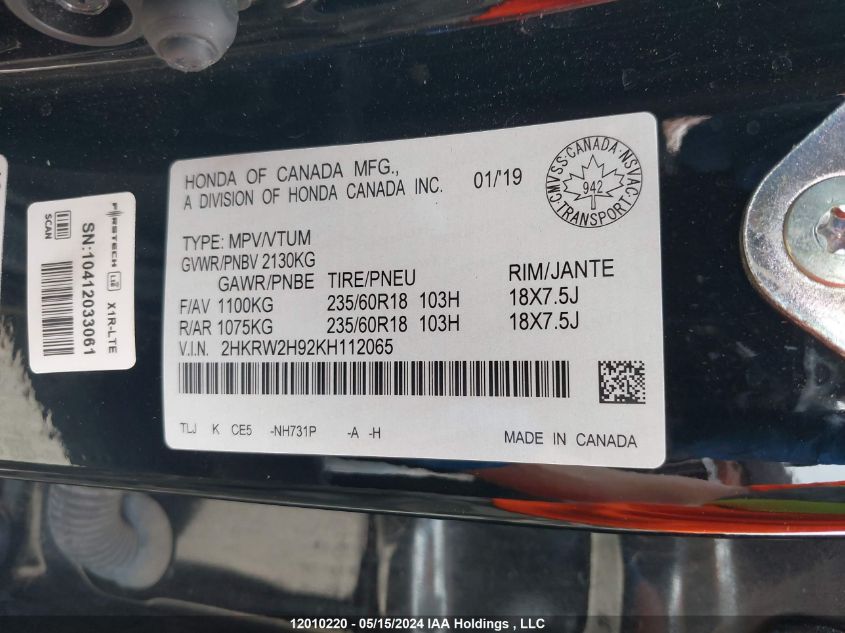 HONDA OF CANADA MFG.,
A DIVISION OF HONDA CANADA INC.
01/'19
CMVSS·CANADA·NSVAC
942
TRANSPORT
TYPE: MPV/VTUM
GVWR/PNBV 2130KG
GAWR/PNBE TIRE/PNEU RIM/JANTE
F/AV 1100KG 235/60R18 103H 18X7.5J
R/AR 1075KG 235/60R18 103H 18X7.5J
V.I.N. 2HKRW2H92KH112065
TLJ K CE5 -NH731P -A -H
MADE IN CANADA
FIRSTECH X1R-LTE
SN:10412033061
SCAN
12010220 - 05/15/2024 IAA Holdings , LLC